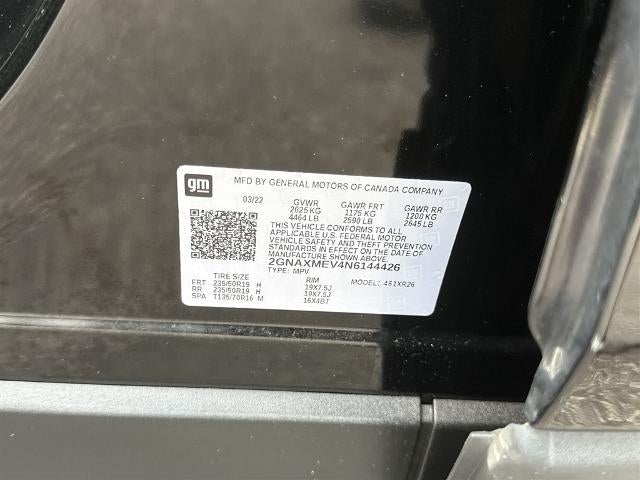 gm
MFD BY GENERAL MOTORS OF CANADA COMPANY
03/22 GVWR GAWR FRT GAWR RR
2025 KG 1175 KG 1200 KG
4464 LB 2590 LB 2645 LB
THIS VEHICLE CONFORMS TO ALL
APPLICABLE U.S. FEDERAL MOTOR
VEHICLE SAFETY AND THEFT PREVENTION
STANDARDS IN EFFECT ON THE DATE OF
MANUFACTURE SHOWN ABOVE.
2GNAXMEV4N6144426
TYPE: MPV MODEL: 461XR26
TIRE SIZE RIM
FRT 235/50R19 H 19X7.5J
RR 235/50R19 H 19X7.5J
SPA T135/70R16 M 16X4BT